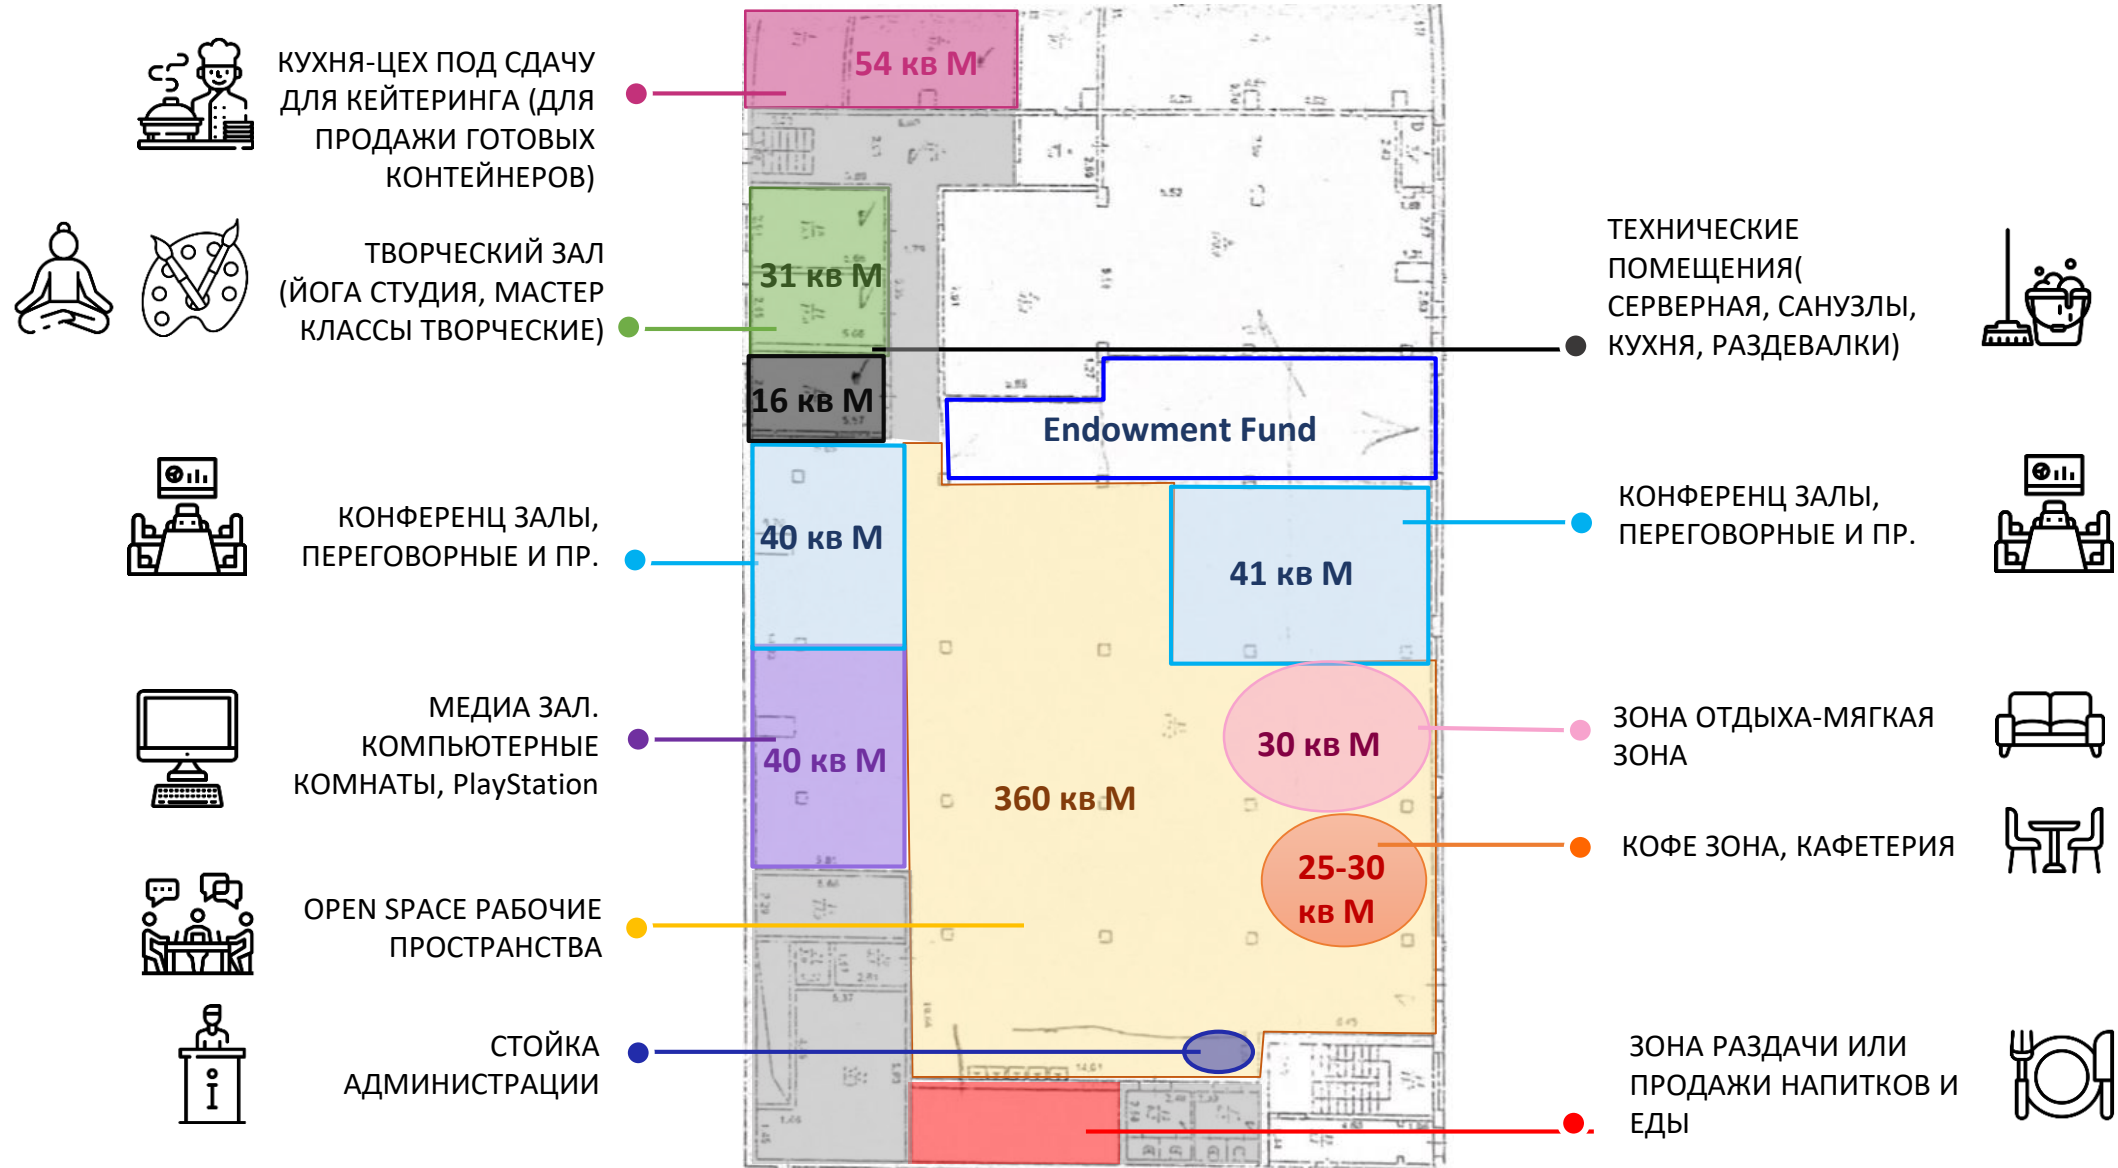 КУХНЯ-ЦЕХ ПОД СДАЧУ
ДЛЯ КЕЙТЕРИНГА (ДЛЯ
ПРОДАЖИ ГОТОВЫХ
КОНТЕЙНЕРОВ)
ТВОРЧЕСКИЙ ЗАЛ
(ЙОГА СТУДИЯ, МАСТЕР
КЛАССЫ ТВОРЧЕСКИЕ)
КОНФЕРЕНЦ ЗАЛЫ,
ПЕРЕГОВОРНЫЕ И ПР.
МЕДИА ЗАЛ.
КОМПЬЮТЕРНЫЕ
КОМНАТЫ, PlayStation
OPEN SPACE РАБОЧИЕ
ПРОСТРАНСТВА
СТОЙКА
АДМИНИСТРАЦИИ
54 кв М
31 кв М
16 кв М
Endowment Fund
40 кв М
41 кв М
40 кв М
30 кв М
360 кв М
25-30
кв М
ТЕХНИЧЕСКИЕ
ПОМЕЩЕНИЯ(
СЕРВЕРНАЯ, САНУЗЛЫ,
КУХНЯ, РАЗДЕВАЛКИ)
КОНФЕРЕНЦ ЗАЛЫ,
ПЕРЕГОВОРНЫЕ И ПР.
ЗОНА ОТДЫХА-МЯГКАЯ
ЗОНА
КОФЕ ЗОНА, КАФЕТЕРИЯ
ЗОНА РАЗДАЧИ ИЛИ
ПРОДАЖИ НАПИТКОВ И
ЕДЫ